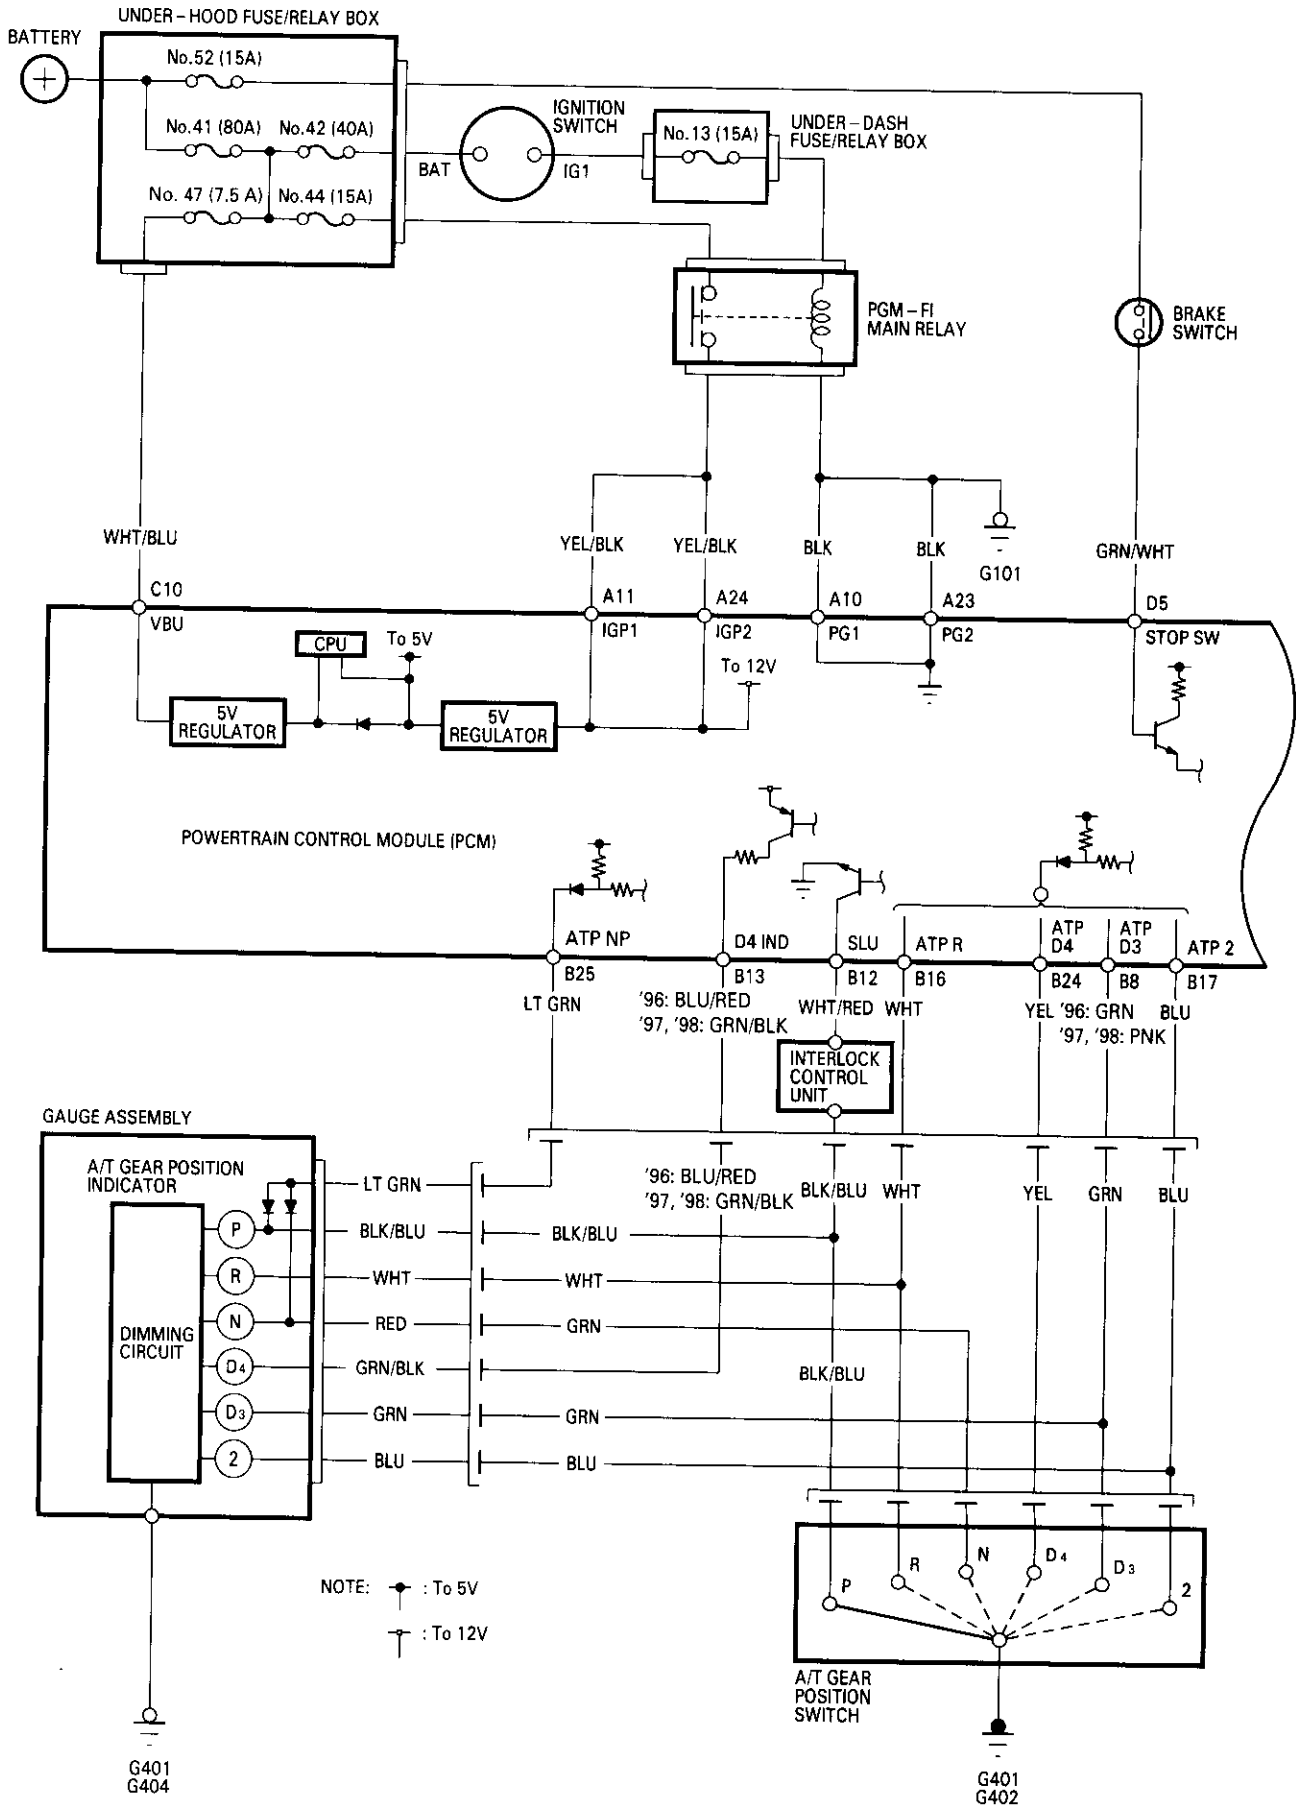 UNDER-HOOD FUSE/RELAY BOX
BATTERY
No.52 (15A)
No.41 (80A)
No.42 (40A)
No. 47 (7.5 A)
No.44 (15A)
BAT
IGNITION
SWITCH
IG1
No.13 (15A)
UNDER-DASH
FUSE/RELAY BOX
PGM-FI
MAIN RELAY
BRAKE
SWITCH
WHT/BLU
YEL/BLK
YEL/BLK
BLK
BLK
G101
GRN/WHT
C10
VBU
A11
IGP1
A24
IGP2
A10
PG1
A23
PG2
D5
STOP SW
CPU
To 5V
To 12V
5V
REGULATOR
5V
REGULATOR
POWERTRAIN CONTROL MODULE (PCM)
ATP NP
D4 IND
SLU
ATP R
ATP
D4
ATP
D3
ATP 2
B25
B13
B12
B16
B24
B8
B17
LT GRN
'96: BLU/RED
'97, '98: GRN/BLK
WHT/RED
WHT
YEL
'96: GRN
'97, '98: PNK
BLU
INTERLOCK
CONTROL
UNIT
GAUGE ASSEMBLY
A/T GEAR POSITION
INDICATOR
'96: BLU/RED
'97, '98: GRN/BLK
BLK/BLU
WHT
YEL
GRN
BLU
LT GRN
P
BLK/BLU
BLK/BLU
R
WHT
WHT
N
RED
GRN
DIMMING
CIRCUIT
D4
GRN/BLK
BLK/BLU
D3
GRN
GRN
2
BLU
BLU
P
R
N
D4
D3
2
NOTE:
: To 5V
: To 12V
A/T GEAR
POSITION
SWITCH
G401
G404
G401
G402